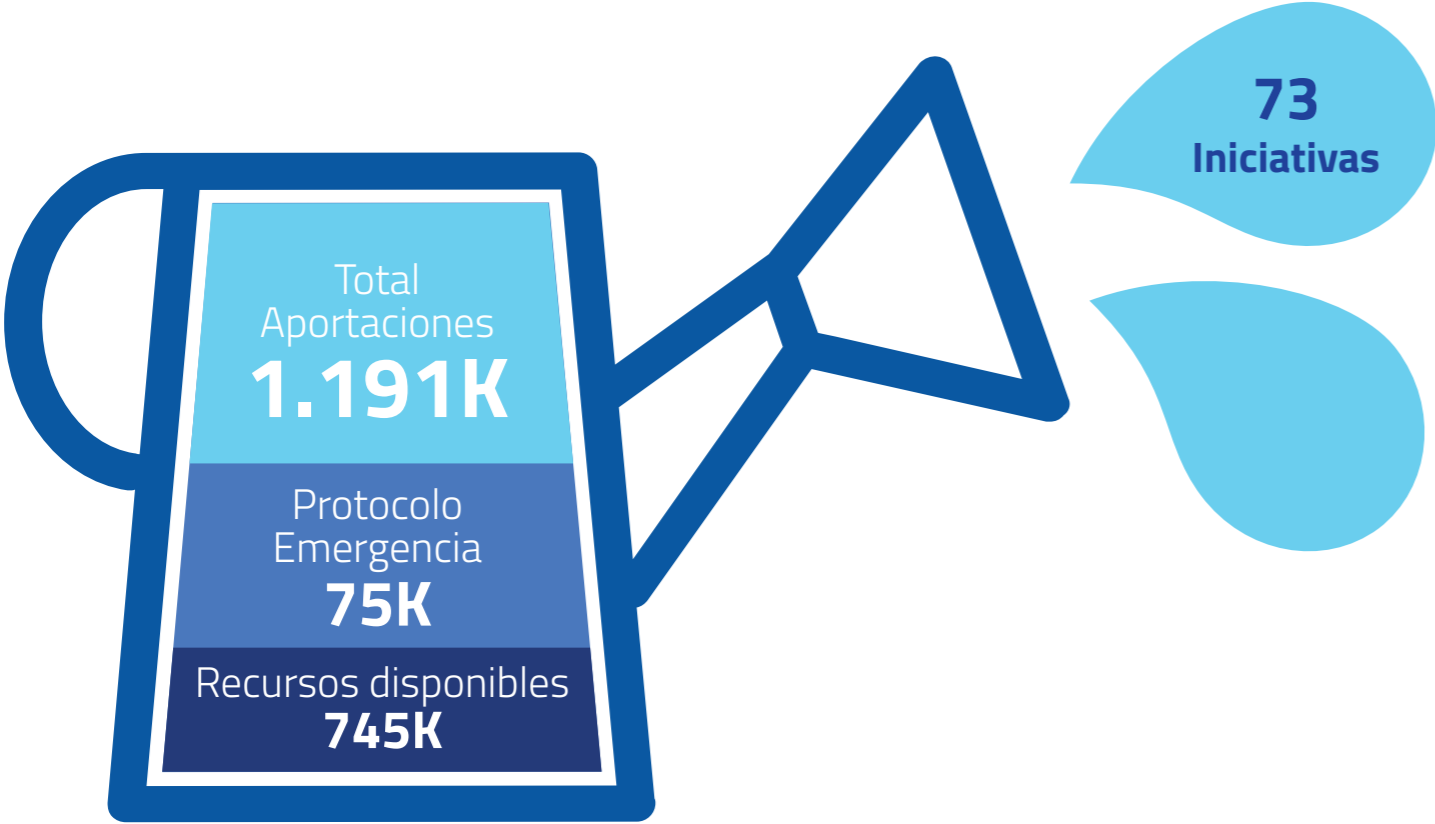 Total
Aportaciones
1.191K
Protocolo
Emergencia
75K
Recursos disponibles
745K
73
Iniciativas